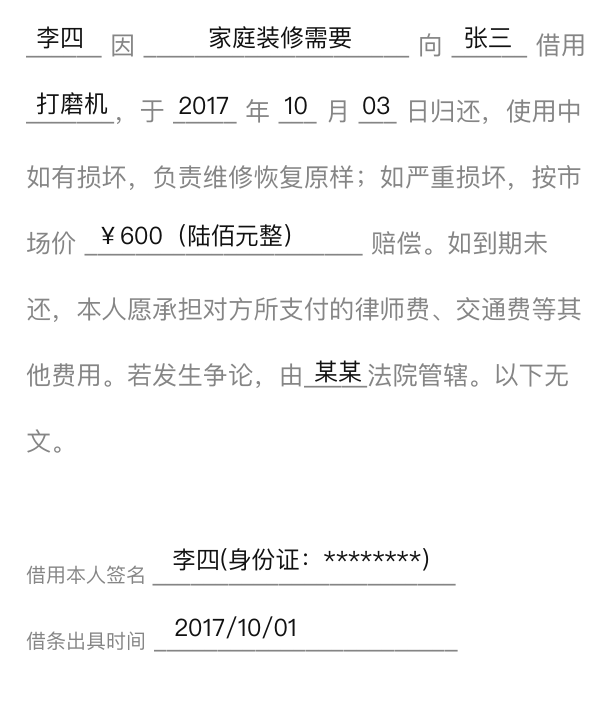 李四 因 家庭装修需要 向 张三 借用
打磨机，于 2017 年 10 月 03 日归还，使用中
如有损坏，负责维修恢复原样；如严重损坏，按市
场价 ￥600（陆佰元整） 赔偿。如到期未
还，本人愿承担对方所支付的律师费、交通费等其
他费用。若发生争论，由 某某 法院管辖。以下无
文。
借用本人签名 李四(身份证：********)
借条出具时间 2017/10/01